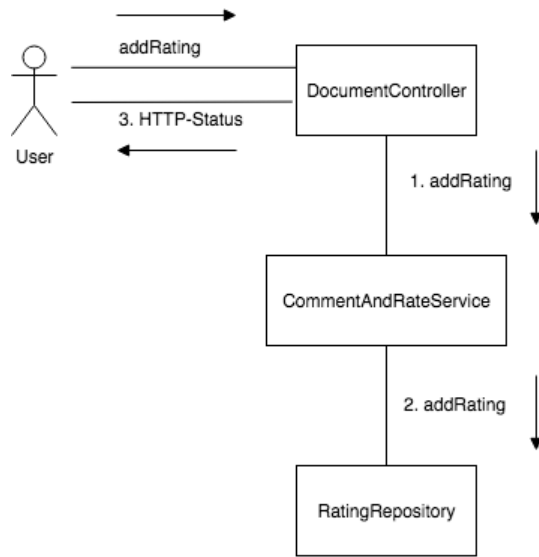 addRating
DocumentController
3. HTTP-Status
User
1. addRating
CommentAndRateService
2. addRating
RatingRepository